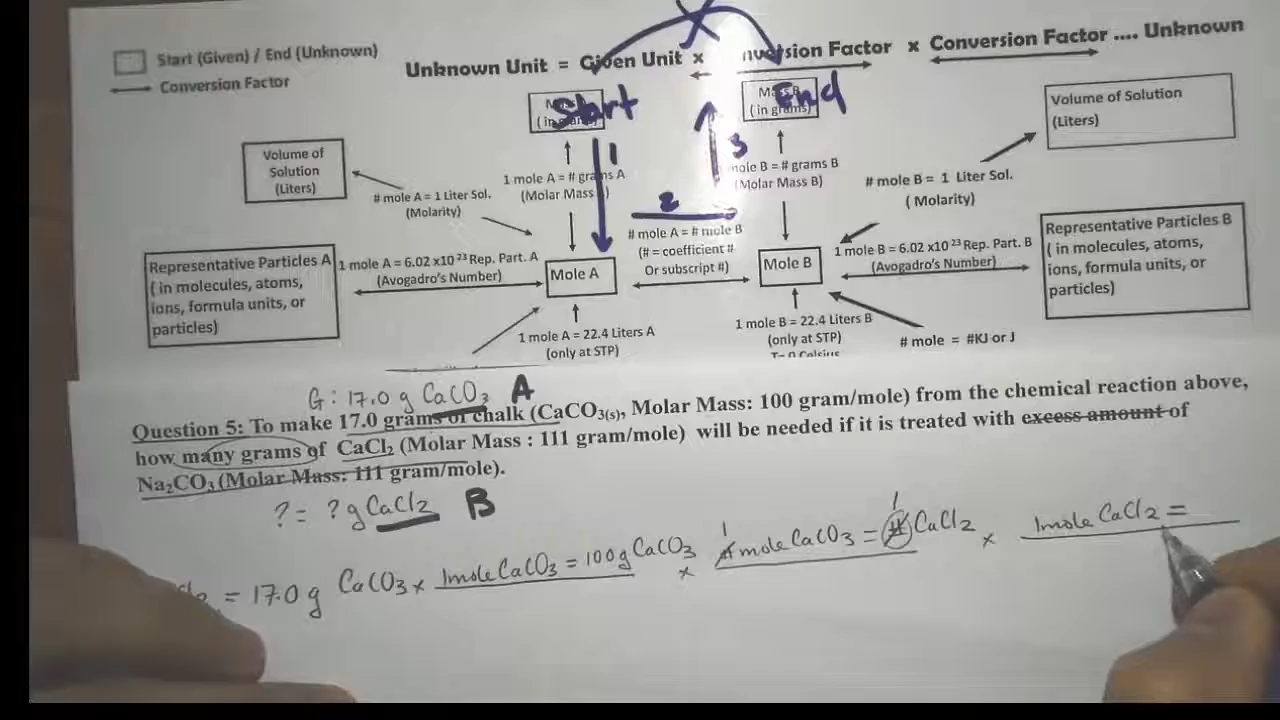 Start (Given) / End (Unknown)
Conversion Factor
Unknown Unit = Given Unit x nversion Factor x Conversion Factor .... Unknown
Start
End
(in grams)
Volume of Solution
(Liters)
Volume of
Solution
(Liters)
1
3
1 mole A = # grams A
(Molar Mass
mole B = # grams B
(Molar Mass B)
# mole B = 1 Liter Sol.
( Molarity)
# mole A = 1 Liter Sol.
(Molarity)
2
# mole A = # mole B
(# = coefficient #
Or subscript #)
Representative Particles A
( in molecules, atoms,
ions, formula units, or
particles)
1 mole A = 6.02 x10 23 Rep. Part. A
(Avogadro's Number)
Mole A
Mole B
1 mole B = 6.02 x10 23 Rep. Part. B
(Avogadro's Number)
Representative Particles B
( in molecules, atoms,
ions, formula units, or
particles)
1 mole A = 22.4 Liters A
(only at STP)
1 mole B = 22.4 Liters B
(only at STP)
# mole = #KJ or J
G: 17.0 g CaCO3 A
Question 5: To make 17.0 grams of chalk (CaCO3(s), Molar Mass: 100 gram/mole) from the chemical reaction above,
how many grams of CaCl2 (Molar Mass : 111 gram/mole) will be needed if it is treated with excess amount of
Na2CO3 (Molar Mass: 111 gram/mole).
? = ? g CaCl2 B
= 17.0 g CaCO3 x 1mole CaCO3 = 100g CaCO3 x 1 # mole CaCO3 = 1 # CaCl2 x 1mole CaCl2 =